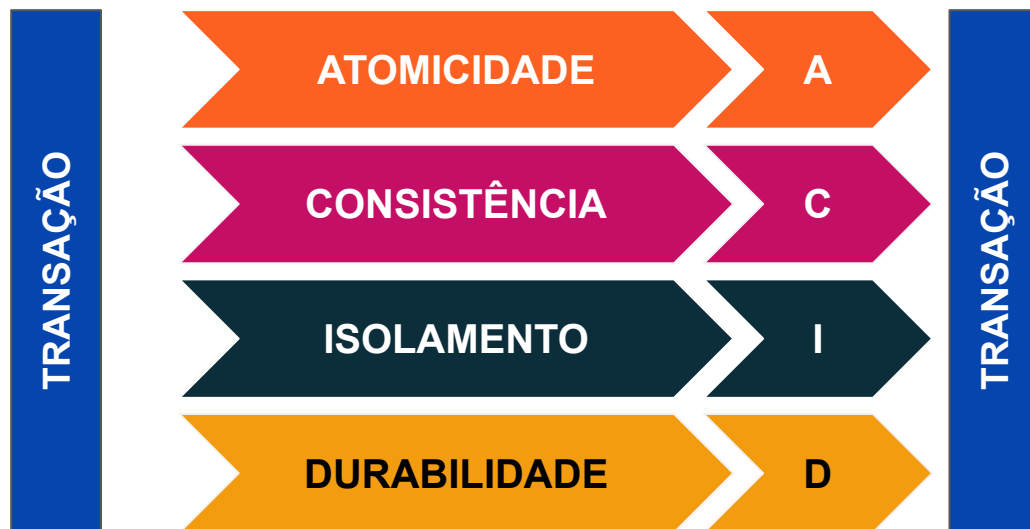 TRANSAÇÃO
ATOMICIDADE
A
CONSISTÊNCIA
C
ISOLAMENTO
I
DURABILIDADE
D
TRANSAÇÃO